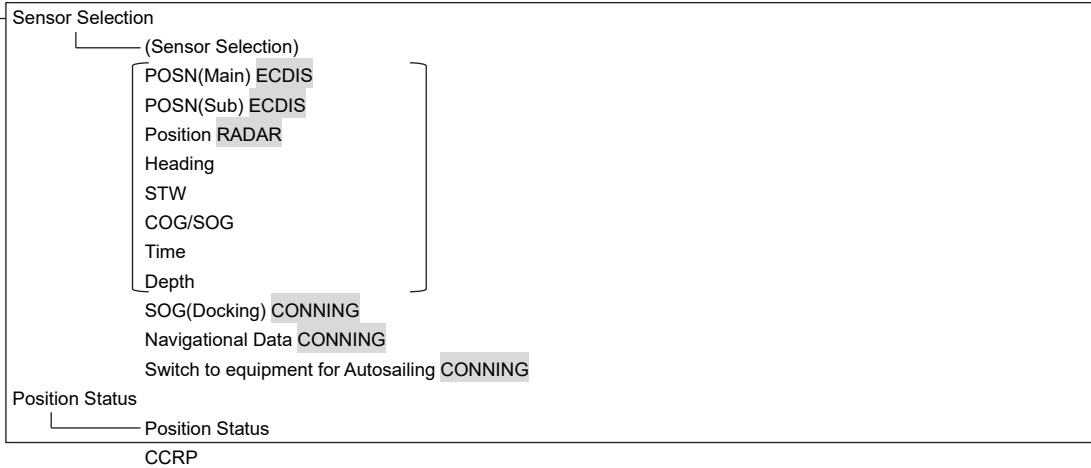 Sensor Selection
(Sensor Selection)
POSN(Main) ECDIS
POSN(Sub) ECDIS
Position RADAR
Heading
STW
COG/SOG
Time
Depth
SOG(Docking) CONNING
Navigational Data CONNING
Switch to equipment for Autosailing CONNING
Position Status
Position Status
CCRP